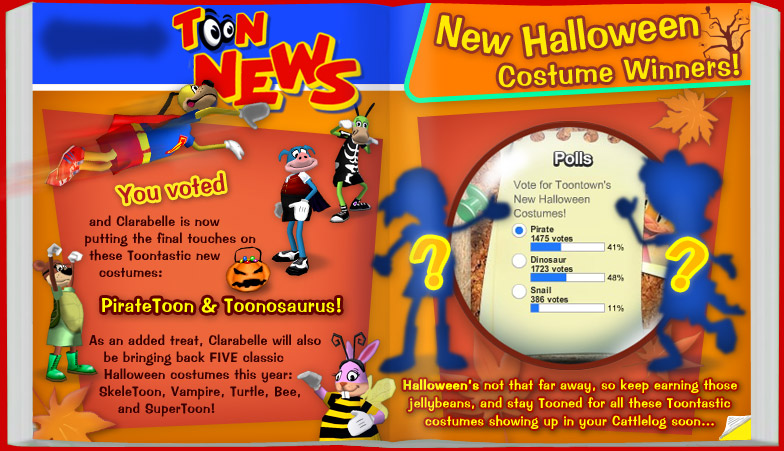 TOON
NEWS
You voted
and Clarabelle is now
putting the final touches on
these Toontastic new
costumes:
PirateToon & Toonosaurus!
As an added treat, Clarabelle will also
be bringing back FIVE classic
Halloween costumes this year:
SkeleToon, Vampire, Turtle, Bee,
and SuperToon!
New Halloween
Costume Winners!
Polls
Vote for Toontown's
New Halloween
Costumes!
Pirate
1475 votes
41%
Dinosaur
1723 votes
48%
Snail
386 votes
11%
?
?
Halloween's not that far away, so keep earning those
jellybeans, and stay Tooned for all these Toontastic
costumes showing up in your Cattlelog soon...